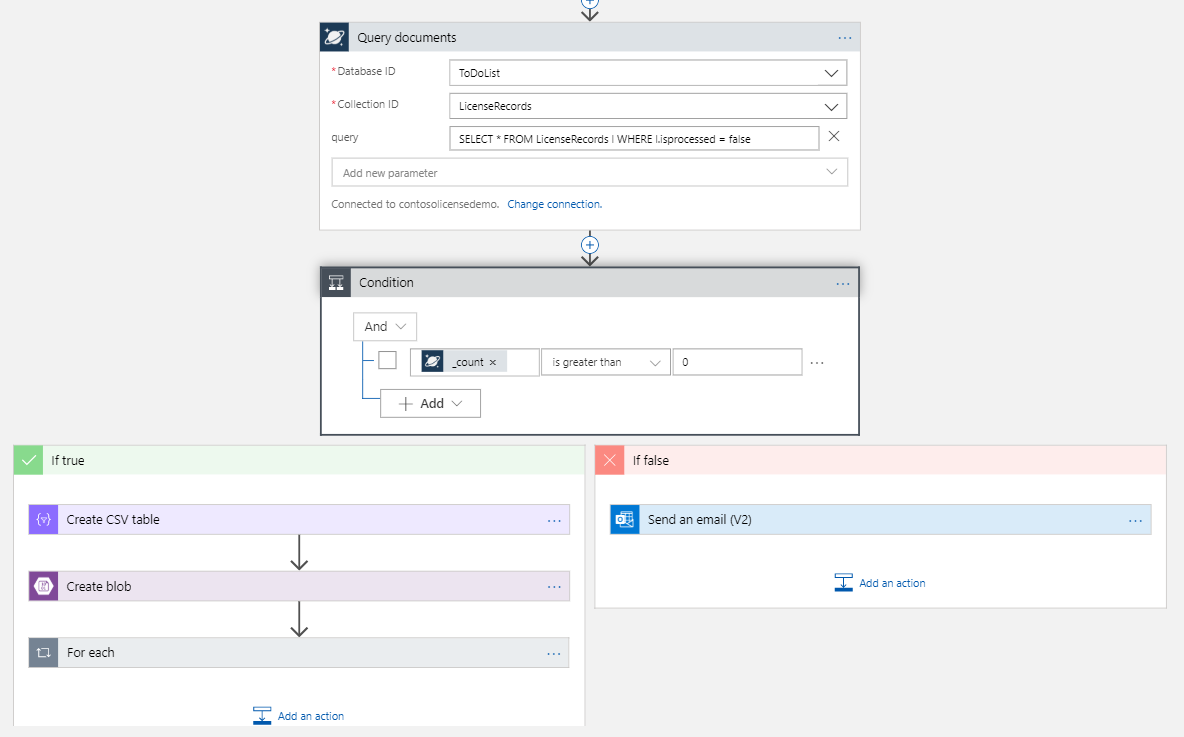 Query documents
* Database ID ToDoList
* Collection ID LicenseRecords
query SELECT * FROM LicenseRecords l WHERE l.isprocessed = false
Add new parameter
Connected to contosolicensedemo. Change connection.
Condition
And
_count × is greater than 0
Add
If true
If false
Create CSV table
Send an email (V2)
Create blob
Add an action
For each
Add an action